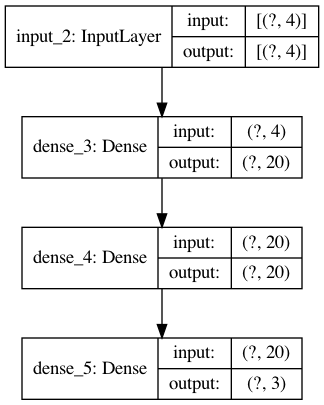 input_2: InputLayer
input: [(?, 4)]
output: [(?, 4)]
dense_3: Dense
input: (?, 4)
output: (?, 20)
dense_4: Dense
input: (?, 20)
output: (?, 20)
dense_5: Dense
input: (?, 20)
output: (?, 3)